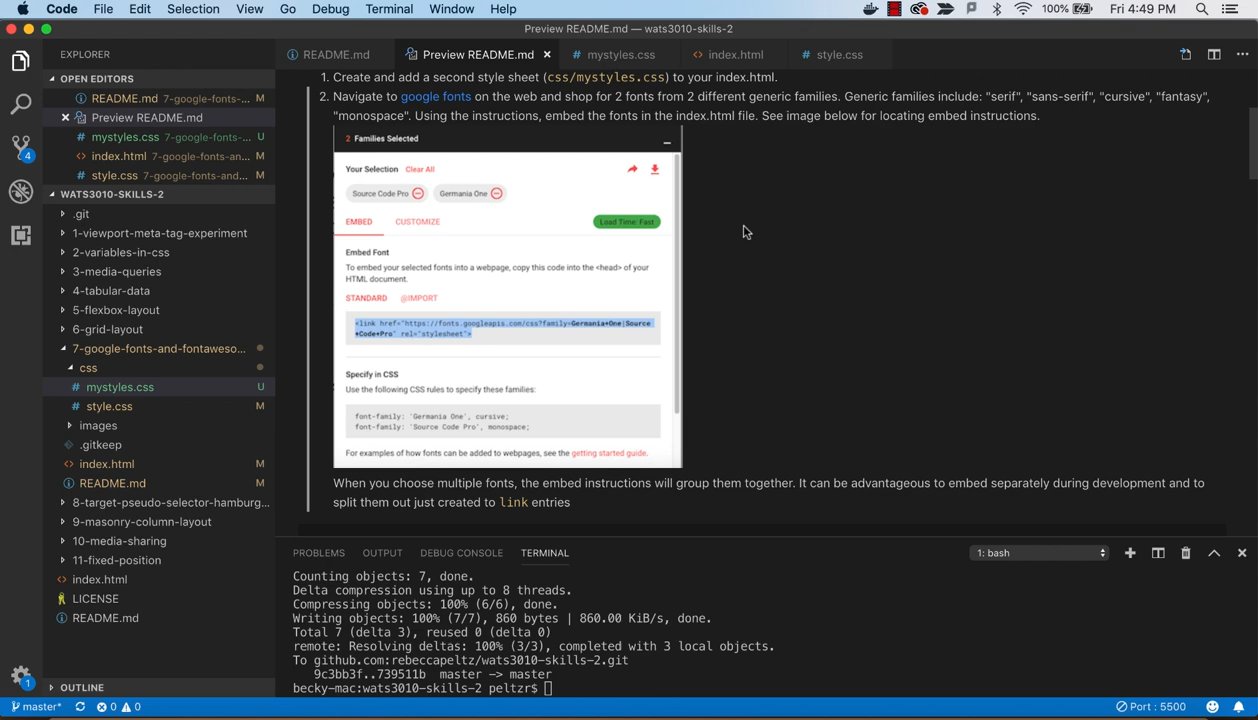 Code File Edit Selection View Go Debug Terminal Window Help 100% Fri 4:49 PM
Preview README.md — wats3010-skills-2
EXPLORER
OPEN EDITORS
README.md 7-google-fonts-... M
Preview README.md
mystyles.css 7-google-fonts-... U
index.html 7-google-fonts-an... M
style.css 7-google-fonts-and... M
WATS3010-SKILLS-2
.git
1-viewport-meta-tag-experiment
2-variables-in-css
3-media-queries
4-tabular-data
5-flexbox-layout
6-grid-layout
7-google-fonts-and-fontaweso...
css
mystyles.css U
style.css M
images
.gitkeep
index.html M
README.md M
8-target-pseudo-selector-hamburg...
9-masonry-column-layout
10-media-sharing
11-fixed-position
index.html
LICENSE
README.md
OUTLINE
4
1
README.md Preview README.md mystyles.css index.html style.css
1. Create and add a second style sheet (css/mystyles.css) to your index.html.
2. Navigate to google fonts on the web and shop for 2 fonts from 2 different generic families. Generic families include: "serif", "sans-serif", "cursive", "fantasy",
"monospace". Using the instructions, embed the fonts in the index.html file. See image below for locating embed instructions.
2 Families Selected
Your Selection Clear All
Source Code Pro Germania One
EMBED CUSTOMIZE Load Time: Fast
Embed Font
To embed your selected fonts into a webpage, copy this code into the <head> of your
HTML document.
STANDARD @IMPORT
<link href="https://fonts.googleapis.com/css?family=Germania+One|Source
+Code+Pro" rel="stylesheet">
Specify in CSS
Use the following CSS rules to specify these families:
font-family: 'Germania One', cursive;
font-family: 'Source Code Pro', monospace;
For examples of how fonts can be added to webpages, see the getting started guide.
When you choose multiple fonts, the embed instructions will group them together. It can be advantageous to embed separately during development and to
split them out just created to link entries
PROBLEMS OUTPUT DEBUG CONSOLE TERMINAL 1: bash
Counting objects: 7, done.
Delta compression using up to 8 threads.
Compressing objects: 100% (6/6), done.
Writing objects: 100% (7/7), 860 bytes | 860.00 KiB/s, done.
Total 7 (delta 3), reused 0 (delta 0)
remote: Resolving deltas: 100% (3/3), completed with 3 local objects.
To github.com:rebeccapeltz/wats3010-skills-2.git
9c3bb3f..739511b master -> master
becky-mac:wats3010-skills-2 peltzr$
master* 0 0 Port : 5500